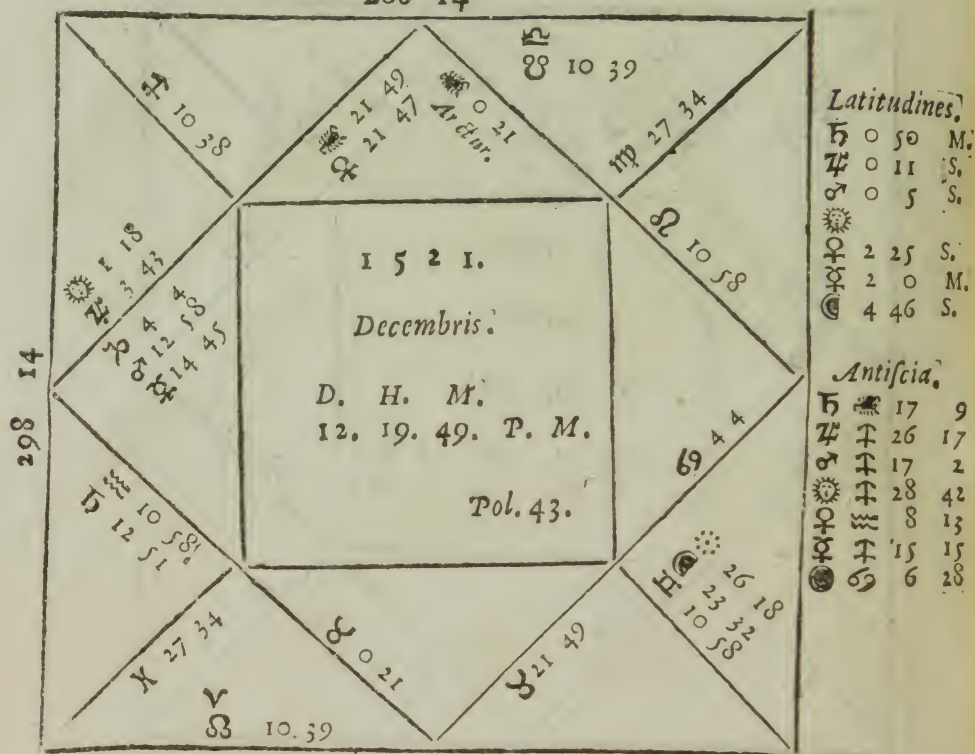 208 14
♐ 10 38
♏ 21 49
♀ 21 47
♏ 0 21
Arctur.
♎
☋ 10 39
♍ 27 34
♌ 10 58
☉ 1 18
♃ 3 43
♑ 4 4
♂ 12 58
☿ 14 45
298 14
1 5 2 1.
Decembris.
D. H. M.
12. 19. 49. P. M.
Pol. 43.
♋ 4 4
♒ 10 58
♄ 12 51
♓ 27 34
♈
☊ 10.39
♉ 0 21
♉ 21 49
26 18
☽ 23 32
♊ 10 58
Latitudines.
♄ 0 50 M.
♃ 0 11 S.
♂ 0 5 S.
☉
♀ 2 25 S.
☿ 2 0 M.
☽ 4 46 S.
Antiſcia.
♄ ♏ 17 9
♃ ♐ 26 17
♂ ♐ 17 2
☉ ♐ 28 42
♀ ♒ 8 13
☿ ♐ 15 15
☽ ♋ 6 28